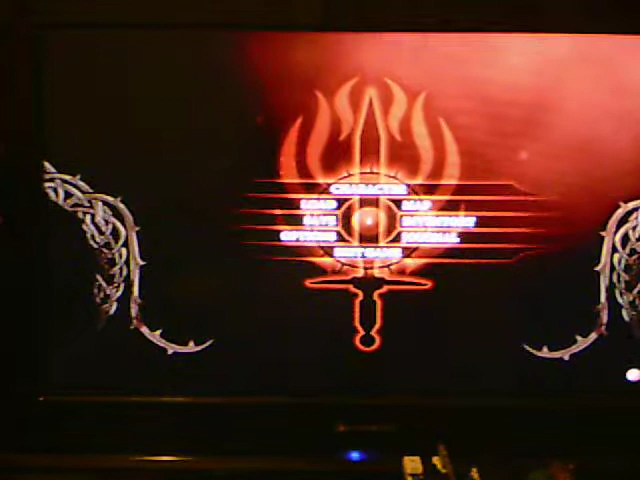 CHARACTER
LOAD
MAP
SAVE
INVENTORY
OPTIONS
JOURNAL
EXIT GAME